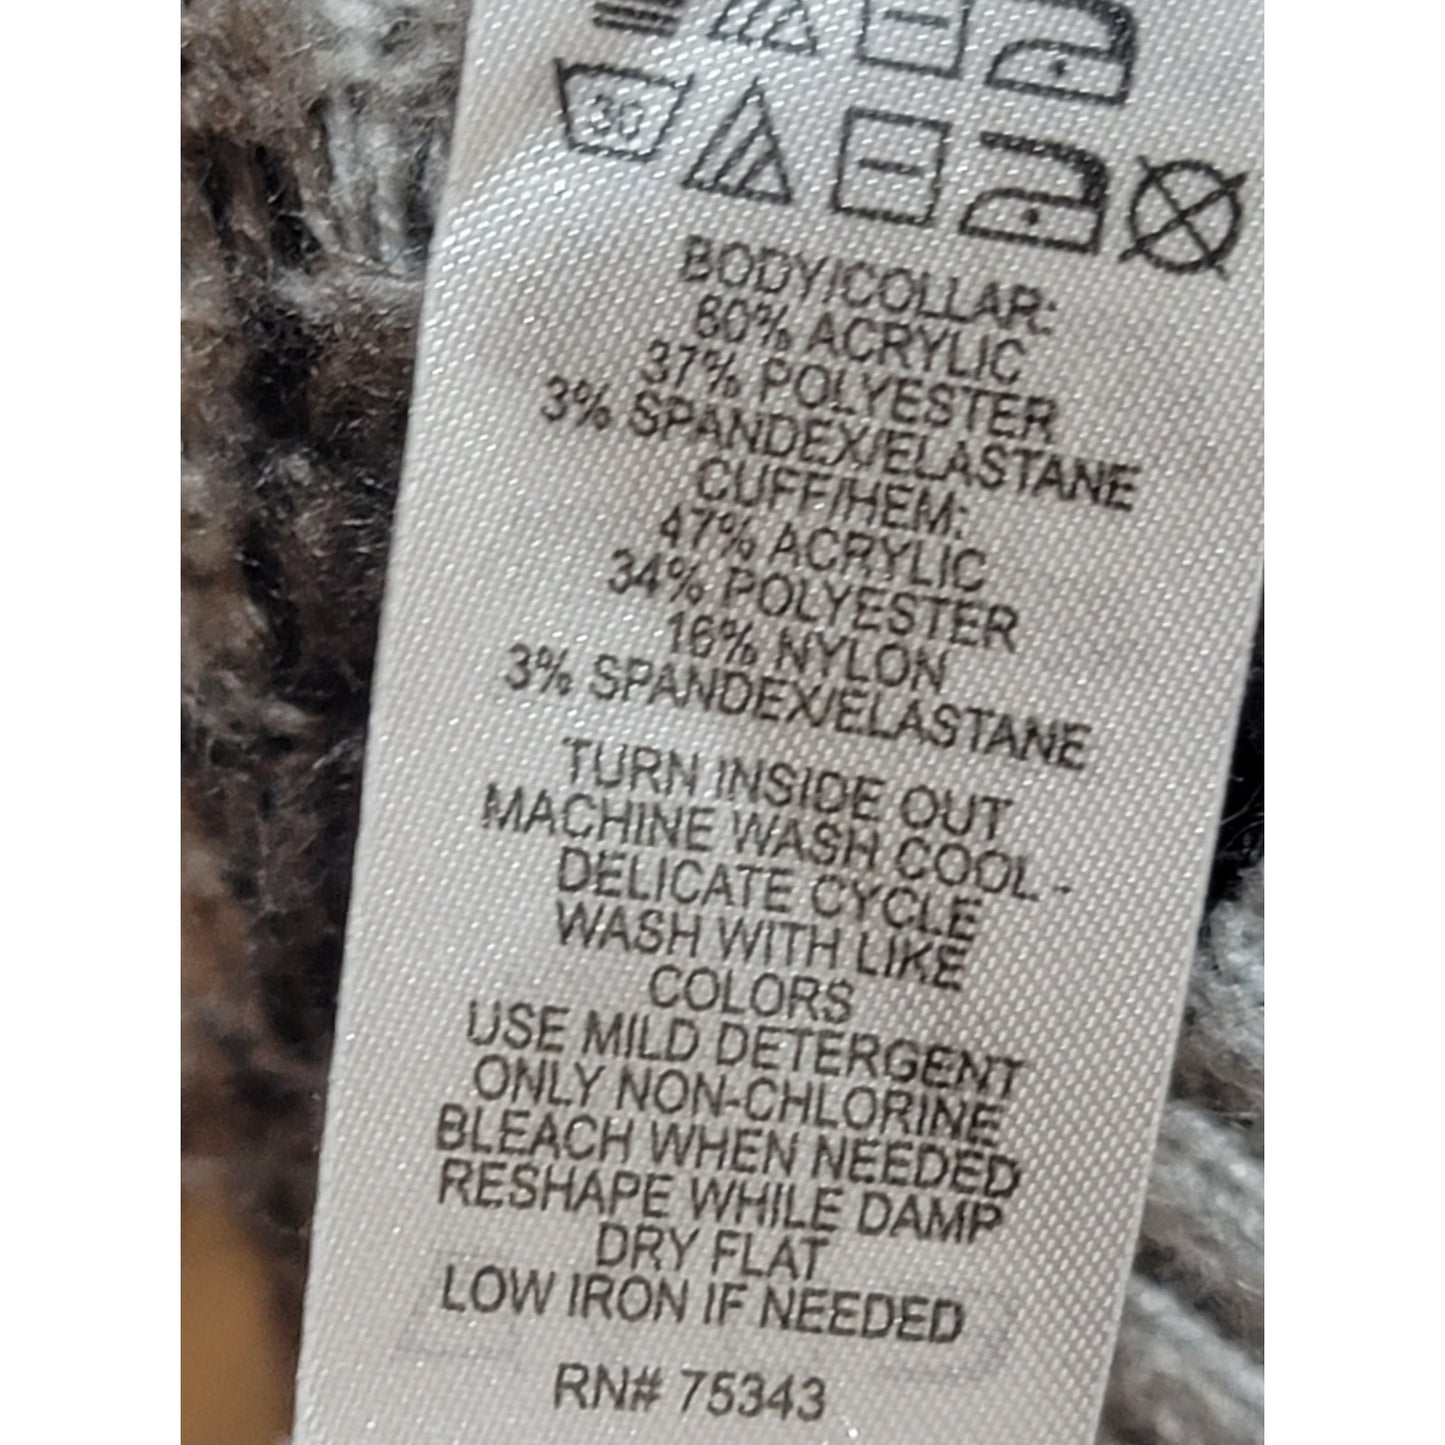 30
BODY/COLLAR:
60% ACRYLIC
37% POLYESTER
3% SPANDEX/ELASTANE
CUFF/HEM:
47% ACRYLIC
34% POLYESTER
16% NYLON
3% SPANDEX/ELASTANE
TURN INSIDE OUT
MACHINE WASH COOL -
DELICATE CYCLE
WASH WITH LIKE
COLORS
USE MILD DETERGENT
ONLY NON-CHLORINE
BLEACH WHEN NEEDED
RESHAPE WHILE DAMP
DRY FLAT
LOW IRON IF NEEDED
RN# 75343